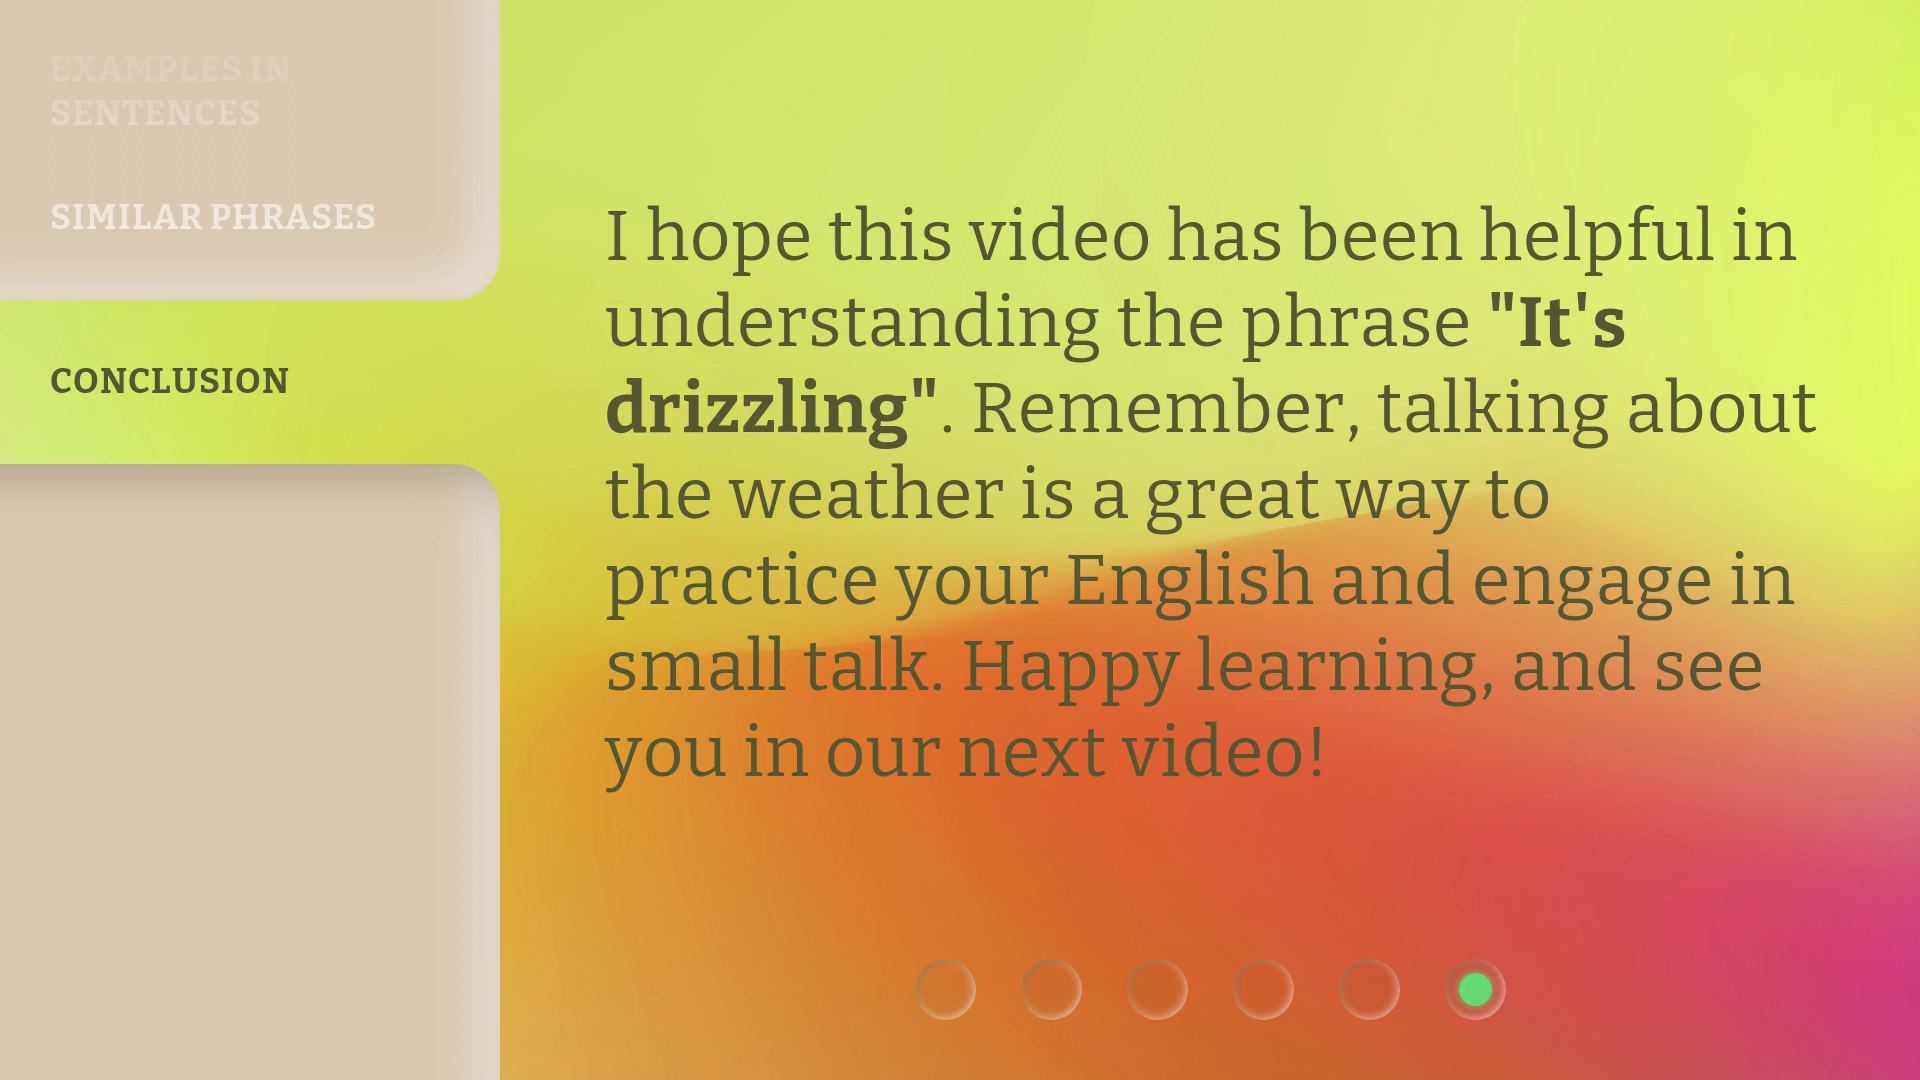 EXAMPLES IN
SENTENCES
SIMILAR PHRASES
CONCLUSION
I hope this video has been helpful in
understanding the phrase "It's
drizzling". Remember, talking about
the weather is a great way to
practice your English and engage in
small talk. Happy learning, and see
you in our next video!